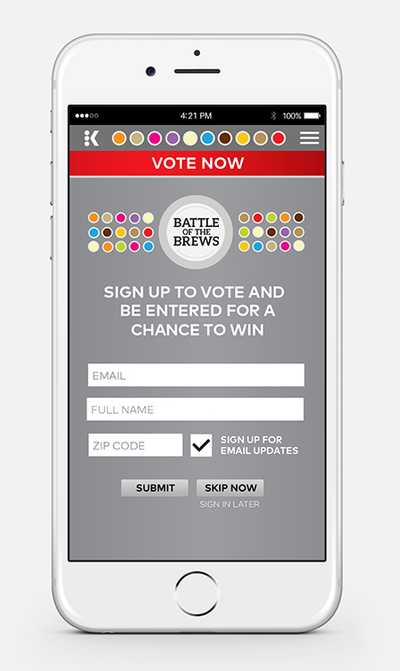 4:21 PM
100%
K
VOTE NOW
BATTLE
OF THE
BREWS
SIGN UP TO VOTE AND
BE ENTERED FOR A
CHANCE TO WIN
EMAIL
FULL NAME
ZIP CODE
SIGN UP FOR
EMAIL UPDATES
SUBMIT
SKIP NOW
SIGN IN LATER